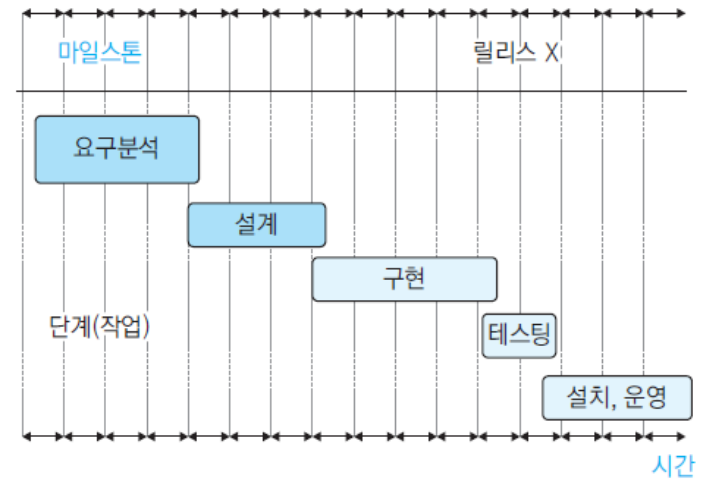 마일스톤
릴리스 X
요구분석
설계
구현
단계(작업)
테스팅
설치, 운영
시간